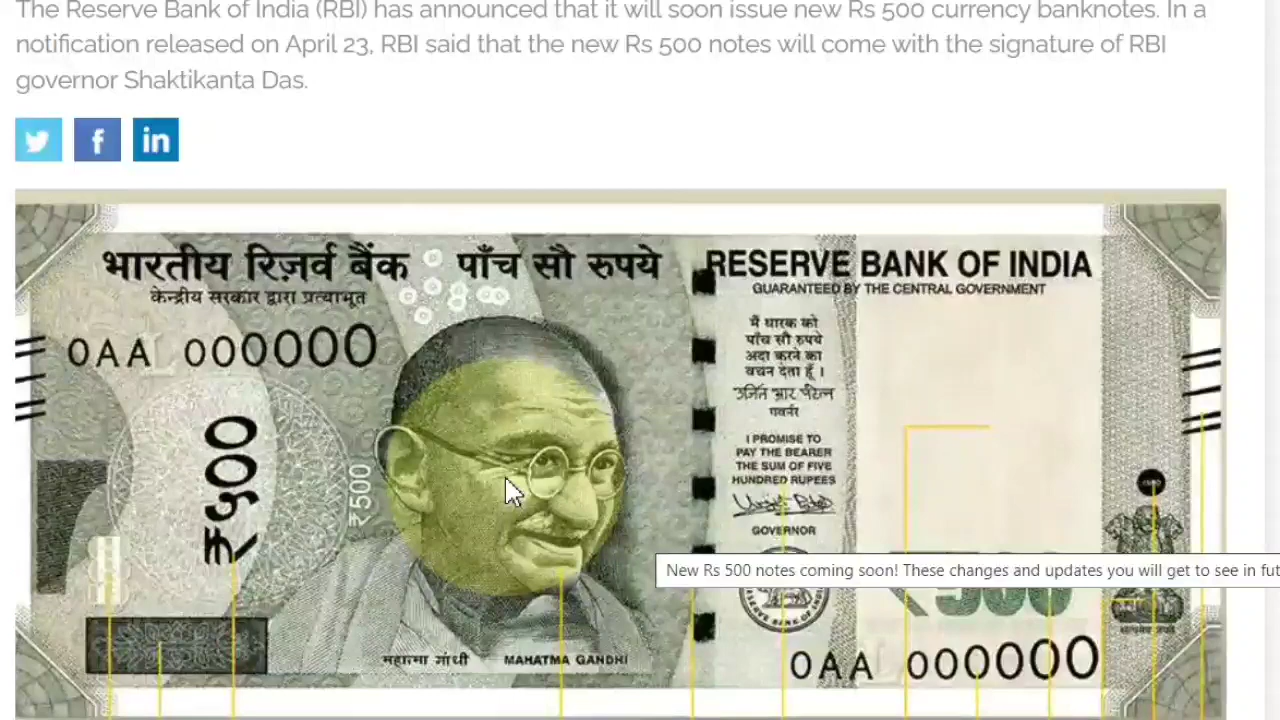 The Reserve Bank of India (RBI) has announced that it will soon issue new Rs 500 currency banknotes. In a
notification released on April 23, RBI said that the new Rs 500 notes will come with the signature of RBI
governor Shaktikanta Das.
in
भारतीय रिज़र्व बैंक पाँच सौ रुपये
केन्द्रीय सरकार द्वारा प्रत्याभूत
RESERVE BANK OF INDIA
GUARANTEED BY THE CENTRAL GOVERNMENT
0AA 000000
मैं धारक को
पाँच सौ रुपये
अदा करने का
वचन देता हूँ ।
गवर्नर
I PROMISE TO
PAY THE BEARER
THE SUM OF FIVE
HUNDRED RUPEES
GOVERNOR
₹५००
₹500
New Rs 500 notes coming soon! These changes and updates you will get to see in fut
₹500
महात्मा गांधी MAHATMA GANDHI
0AA 000000